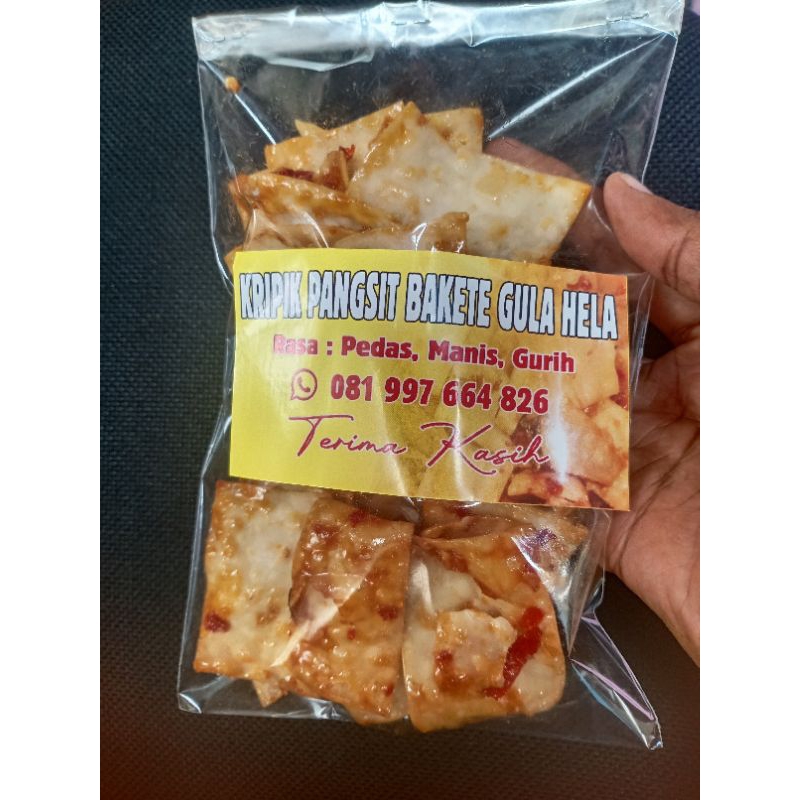 KRIPIK PANGSIT BAKETE GULA HELA
Rasa : Pedas, Manis, Gurih
081 997 664 826
Terima Kasih